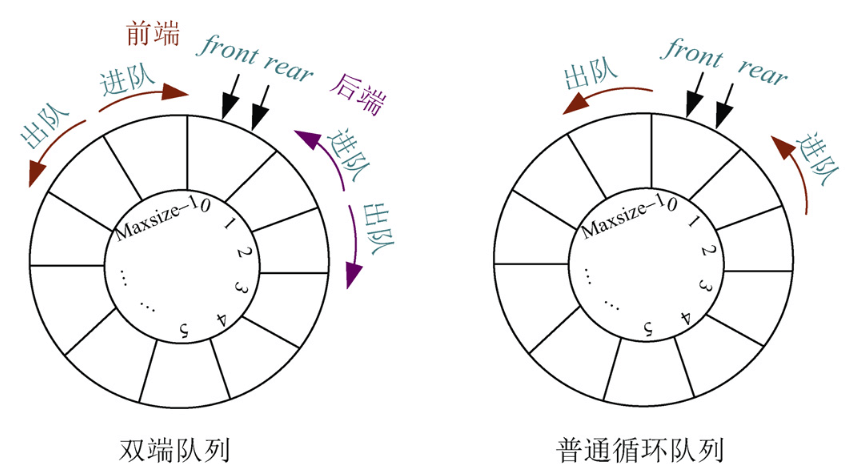 前端
front rear
进队
后端
出队
进队
出队
Maxsize-1
0
1
2
3
4
5
...
...
双端队列
front rear
出队
进队
Maxsize-1
0
1
2
3
4
5
...
...
普通循环队列